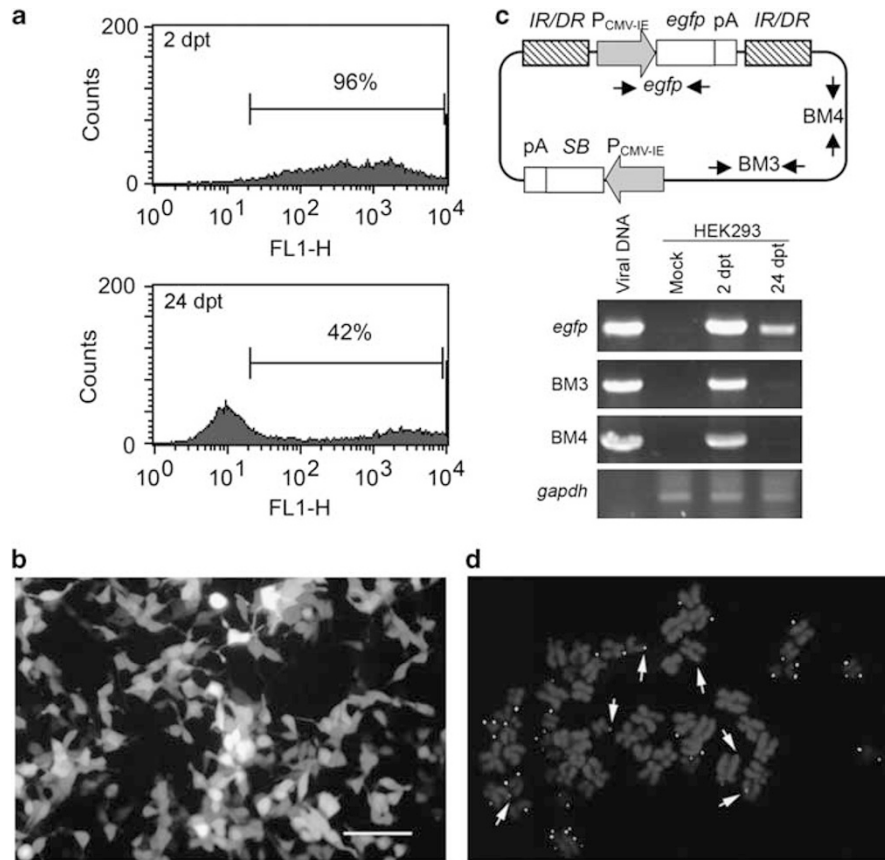 a
2 dpt
96%
200
100
0
Counts
10^0 10^1 10^2 10^3 10^4
FL1-H
24 dpt
42%
200
100
0
Counts
10^0 10^1 10^2 10^3 10^4
FL1-H
c
IR/DR P_CMV-IE egfp pA IR/DR
egfp
BM4
pA SB P_CMV-IE
BM3
HEK293
Viral DNA Mock 2 dpt 24 dpt
egfp
BM3
BM4
gapdh
b
d